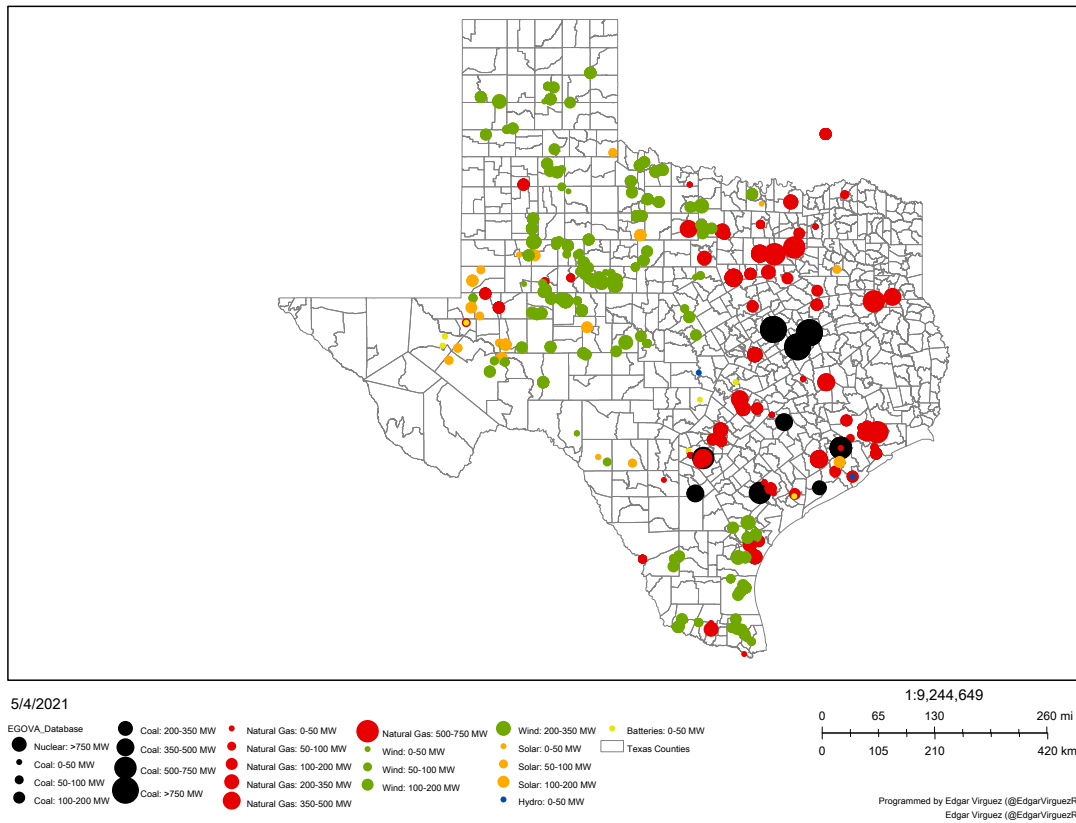 5/4/2021
EGOVA_Database
Nuclear: >750 MW
Coal: 0-50 MW
Coal: 50-100 MW
Coal: 100-200 MW
Coal: 200-350 MW
Coal: 350-500 MW
Coal: 500-750 MW
Coal: >750 MW
Natural Gas: 0-50 MW
Natural Gas: 50-100 MW
Natural Gas: 100-200 MW
Natural Gas: 200-350 MW
Natural Gas: 350-500 MW
Natural Gas: 500-750 MW
Wind: 0-50 MW
Wind: 50-100 MW
Wind: 100-200 MW
Wind: 200-350 MW
Solar: 0-50 MW
Solar: 50-100 MW
Solar: 100-200 MW
Hydro: 0-50 MW
Batteries: 0-50 MW
Texas Counties
1:9,244,649
0 65 130 260 mi
0 105 210 420 km
Programmed by Edgar Virguez (@EdgarVirguezR
Edgar Virguez (@EdgarVirguezR